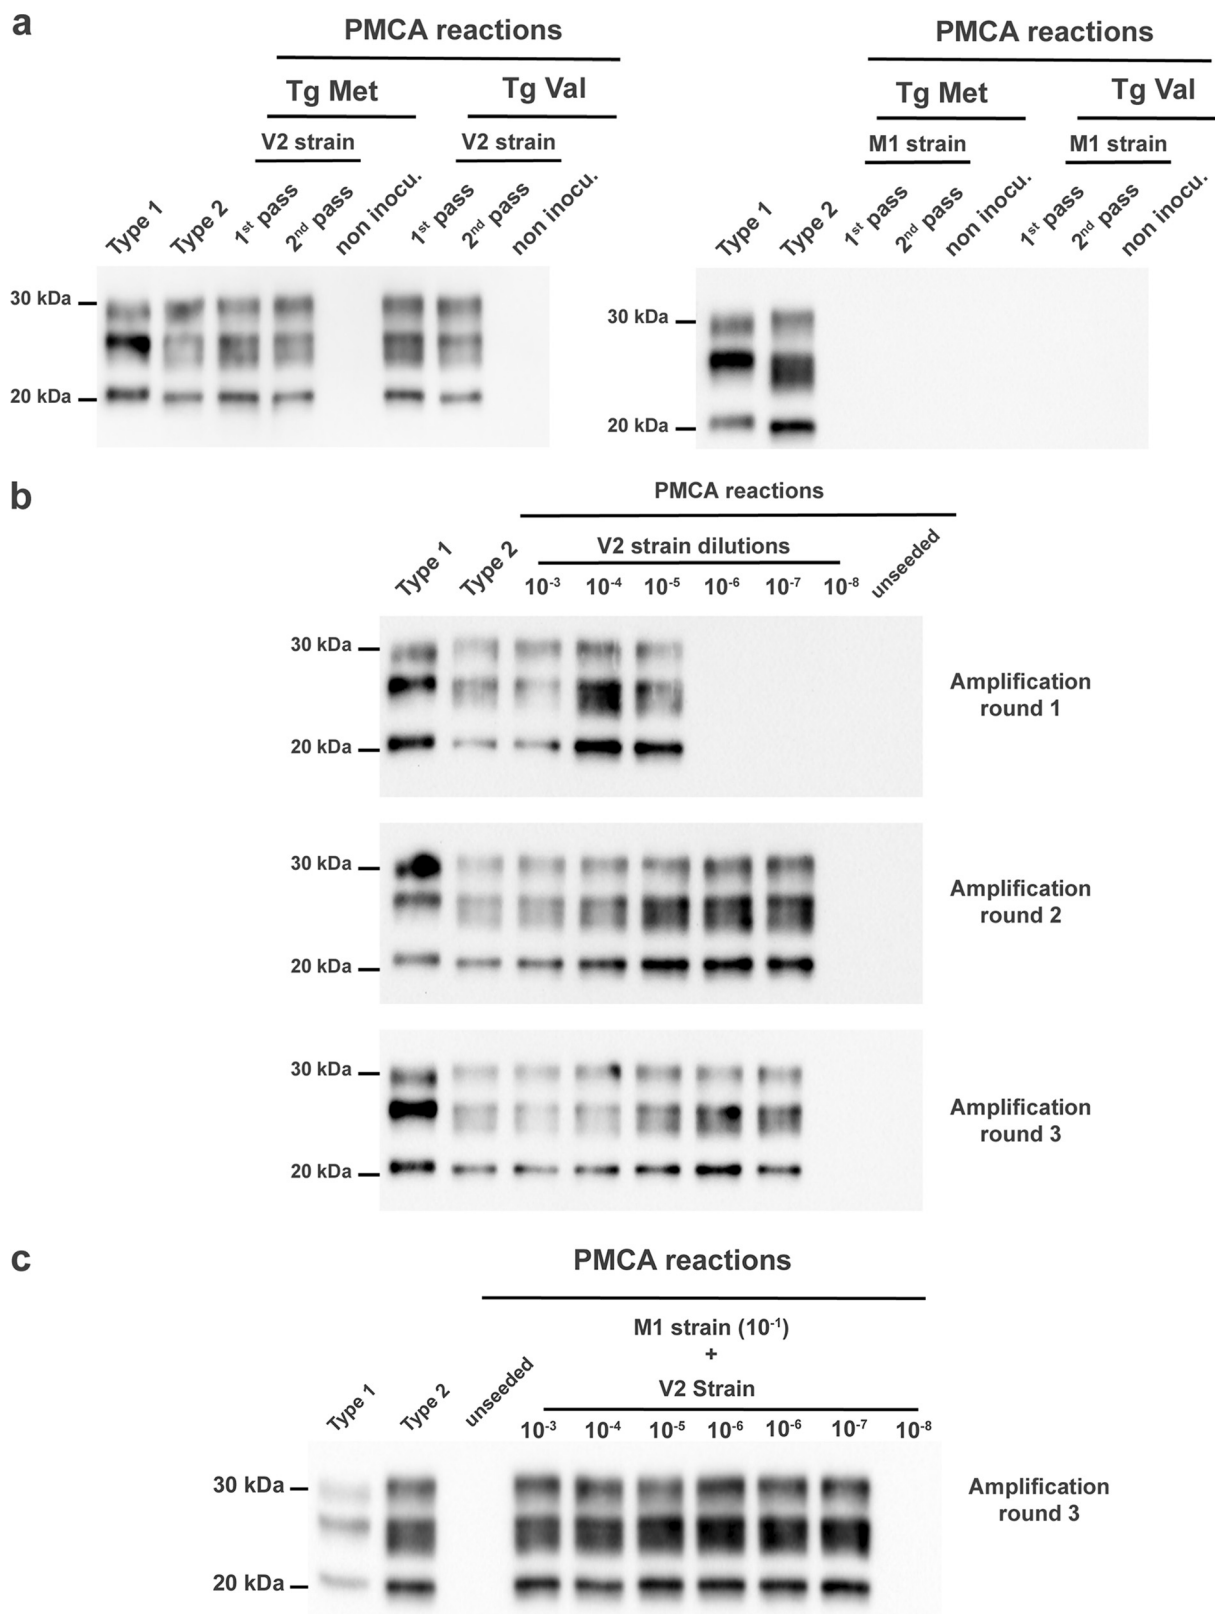 a
PMCA reactions
Tg Met Tg Val
V2 strain V2 strain
Type 1 Type 2 1st pass 2nd pass non inocu. 1st pass 2nd pass non inocu.
30 kDa
20 kDa
PMCA reactions
Tg Met Tg Val
M1 strain M1 strain
Type 1 Type 2 1st pass 2nd pass non inocu. 1st pass 2nd pass non inocu.
30 kDa
20 kDa
b
PMCA reactions
V2 strain dilutions
Type 1 Type 2 10-3 10-4 10-5 10-6 10-7 10-8 unseeded
30 kDa
20 kDa
Amplification
round 1
30 kDa
20 kDa
Amplification
round 2
30 kDa
20 kDa
Amplification
round 3
c
PMCA reactions
M1 strain (10-1)
+
V2 Strain
Type 1 Type 2 unseeded 10-3 10-4 10-5 10-6 10-6 10-7 10-8
30 kDa
20 kDa
Amplification
round 3